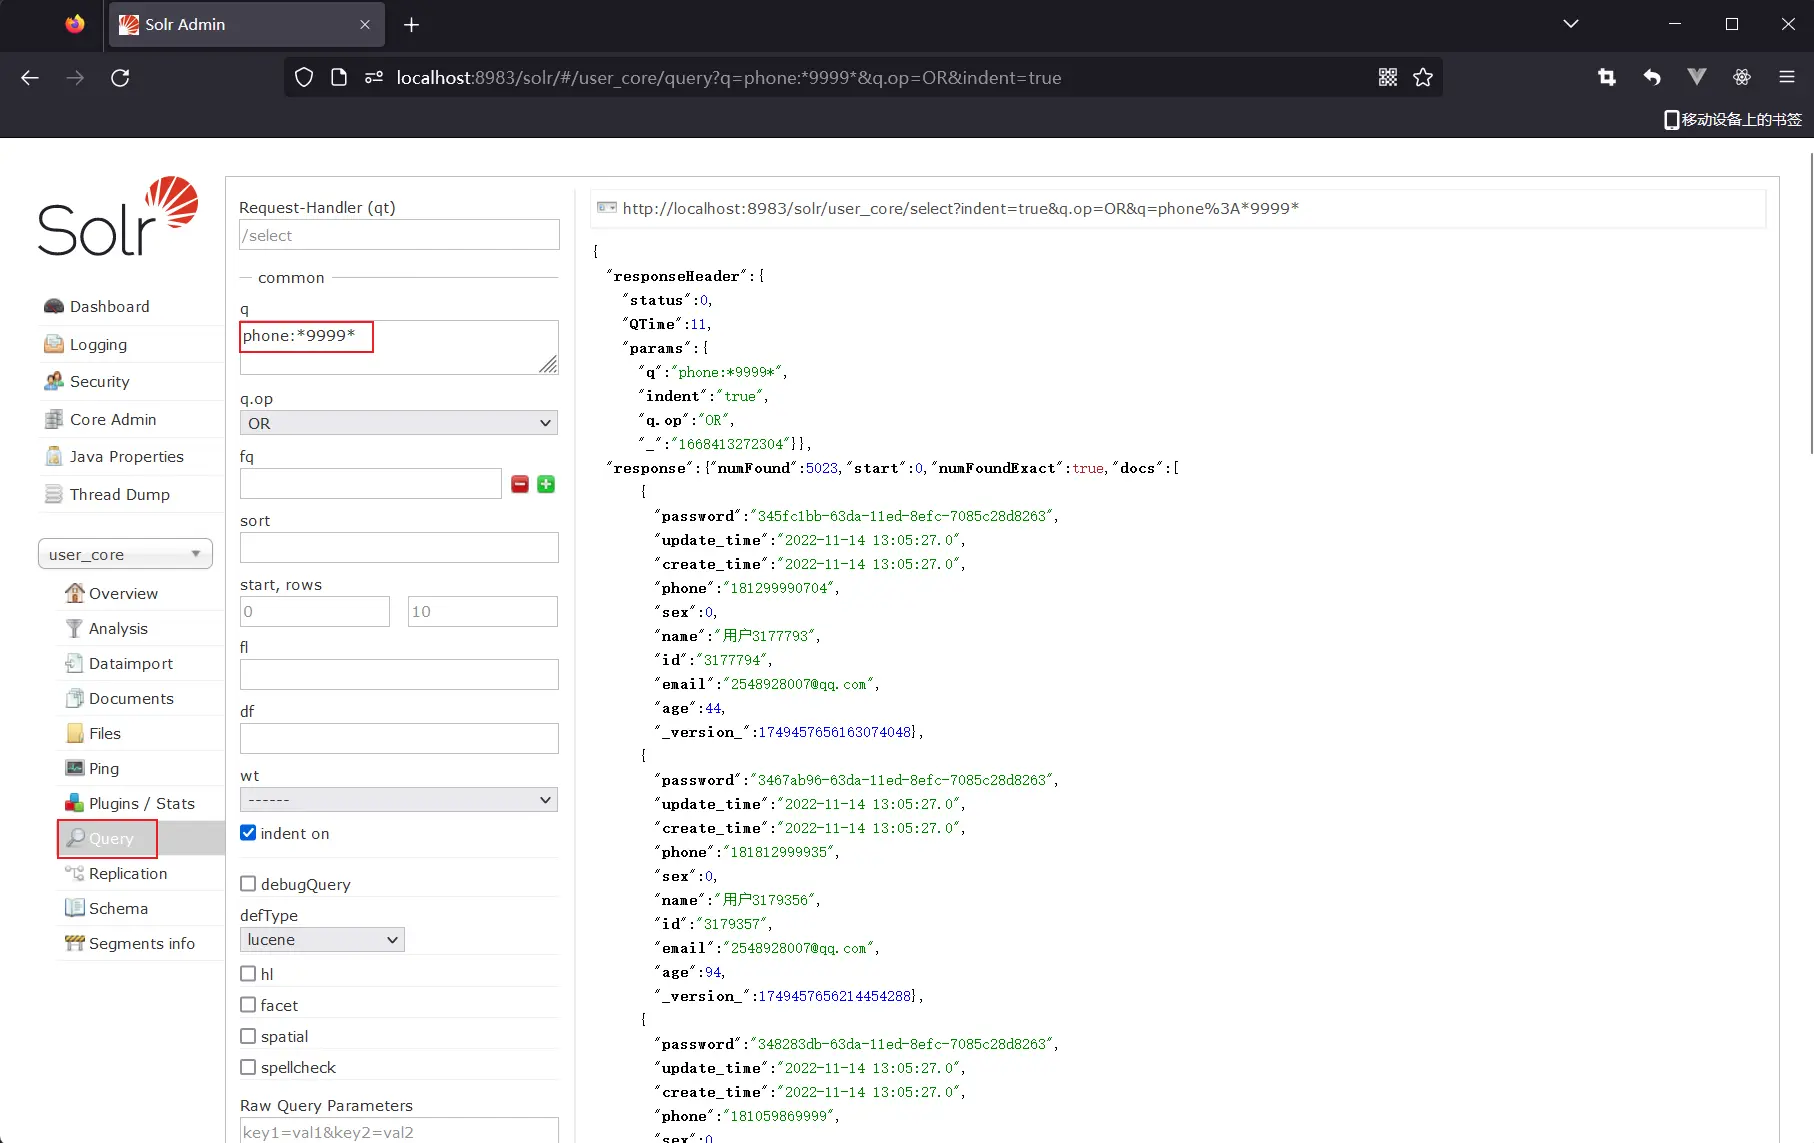 Solr Admin
localhost:8983/solr/#/user_core/query?q=phone:*9999*&q.op=OR&indent=true
移动设备上的书签
Solr
Dashboard
Logging
Security
Core Admin
Java Properties
Thread Dump
user_core
Overview
Analysis
Dataimport
Documents
Files
Ping
Plugins / Stats
Query
Replication
Schema
Segments info
Request-Handler (qt)
/select
common
q
phone:*9999*
q.op
OR
fq
sort
start, rows
0 10
fl
df
wt
------
indent on
debugQuery
defType
lucene
hl
facet
spatial
spellcheck
Raw Query Parameters
key1=val1&key2=val2
http://localhost:8983/solr/user_core/select?indent=true&q.op=OR&q=phone%3A*9999*
{
"responseHeader":{
"status":0,
"QTime":11,
"params":{
"q":"phone:*9999*",
"indent":"true",
"q.op":"OR",
"_":"1668413272304"}},
"response":{"numFound":5023,"start":0,"numFoundExact":true,"docs":[
{
"password":"345fc1bb-63da-11ed-8efc-7085c28d8263",
"update_time":"2022-11-14 13:05:27.0",
"create_time":"2022-11-14 13:05:27.0",
"phone":"181299990704",
"sex":0,
"name":"用户3177793",
"id":"3177794",
"email":"2548928007@qq.com",
"age":44,
"_version_":1749457656163074048},
{
"password":"3467ab96-63da-11ed-8efc-7085c28d8263",
"update_time":"2022-11-14 13:05:27.0",
"create_time":"2022-11-14 13:05:27.0",
"phone":"181812999935",
"sex":0,
"name":"用户3179356",
"id":"3179357",
"email":"2548928007@qq.com",
"age":94,
"_version_":1749457656214454288},
{
"password":"348283db-63da-11ed-8efc-7085c28d8263",
"update_time":"2022-11-14 13:05:27.0",
"create_time":"2022-11-14 13:05:27.0",
"phone":"181059869999",
"sex":0,